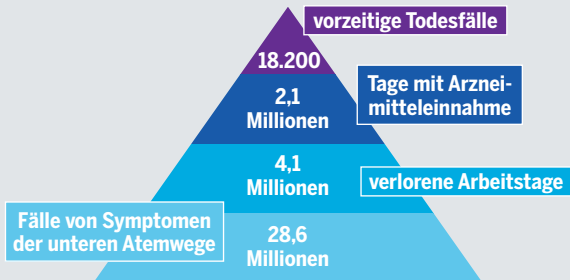 vorzeitige Todesfälle
18.200
Tage mit Arznei-
mitteleinnahme
2,1
Millionen
4,1
Millionen
verlorene Arbeitstage
Fälle von Symptomen
der unteren Atemwege
28,6
Millionen